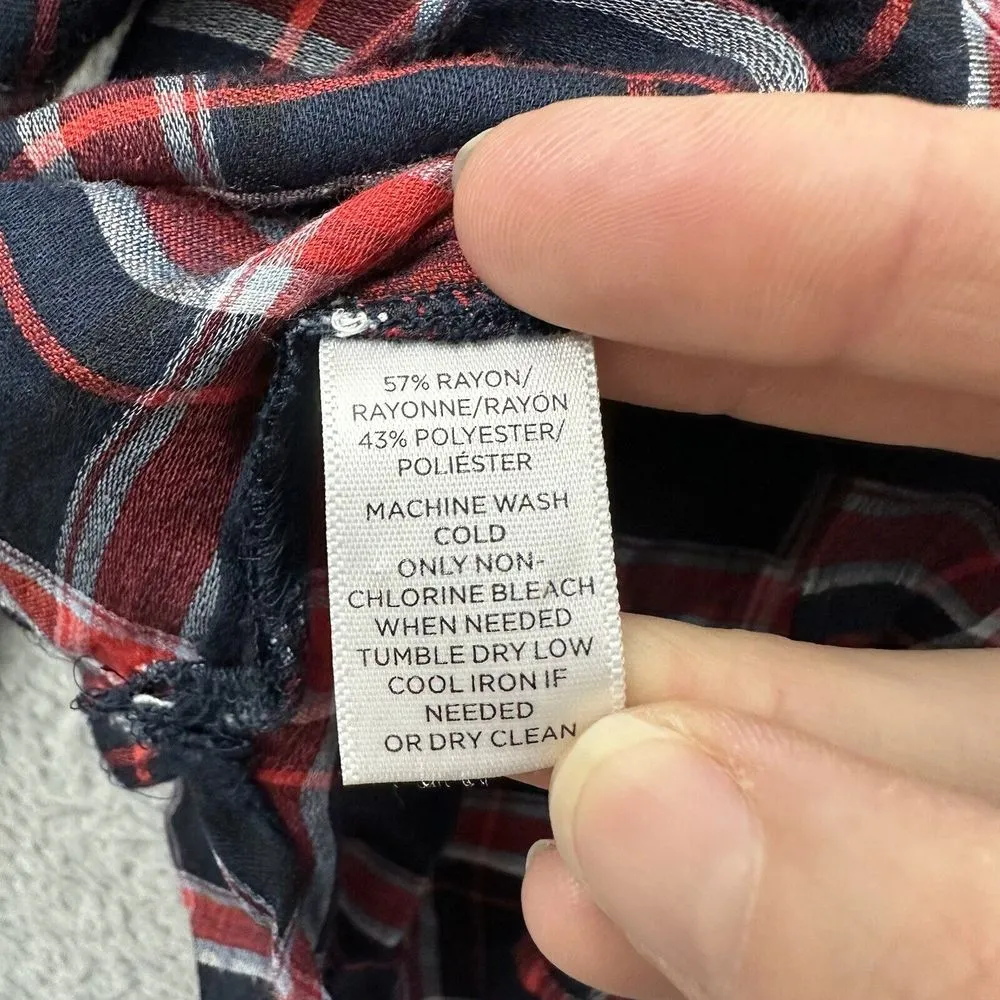 57% RAYON/
RAYONNE/RAYÓN
43% POLYESTER/
POLIÉSTER
MACHINE WASH
COLD
ONLY NON-
CHLORINE BLEACH
WHEN NEEDED
TUMBLE DRY LOW
COOL IRON IF
NEEDED
OR DRY CLEAN